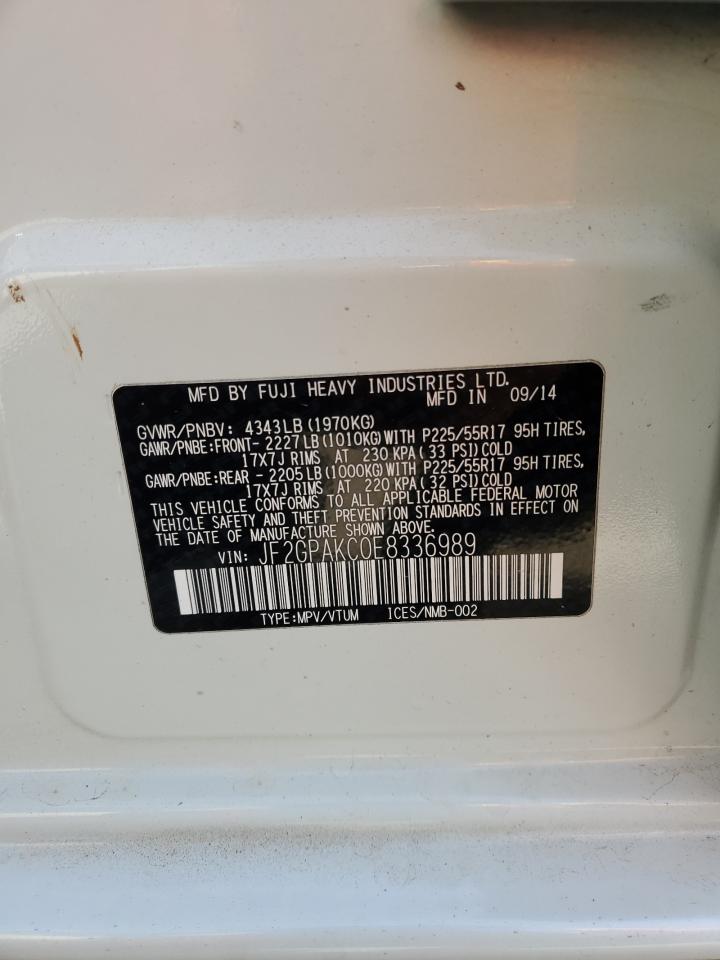 MFD BY FUJI HEAVY INDUSTRIES LTD.
MFD IN 09/14
GVWR/PNBV: 4343LB(1970KG)
GAWR/PNBE:FRONT- 2227LB(1010KG)WITH P225/55R17 95H TIRES,
17X7J RIMS AT 230 KPA(33 PSI)COLD
GAWR/PNBE:REAR - 2205LB(1000KG)WITH P225/55R17 95H TIRES,
17X7J RIMS AT 220 KPA(32 PSI)COLD
THIS VEHICLE CONFORMS TO ALL APPLICABLE FEDERAL MOTOR
VEHICLE SAFETY AND THEFT PREVENTION STANDARDS IN EFFECT ON
THE DATE OF MANUFACTURE SHOWN ABOVE.
VIN: JF2GPAKC0E8336989
TYPE:MPV/VTUM ICES/NMB-002